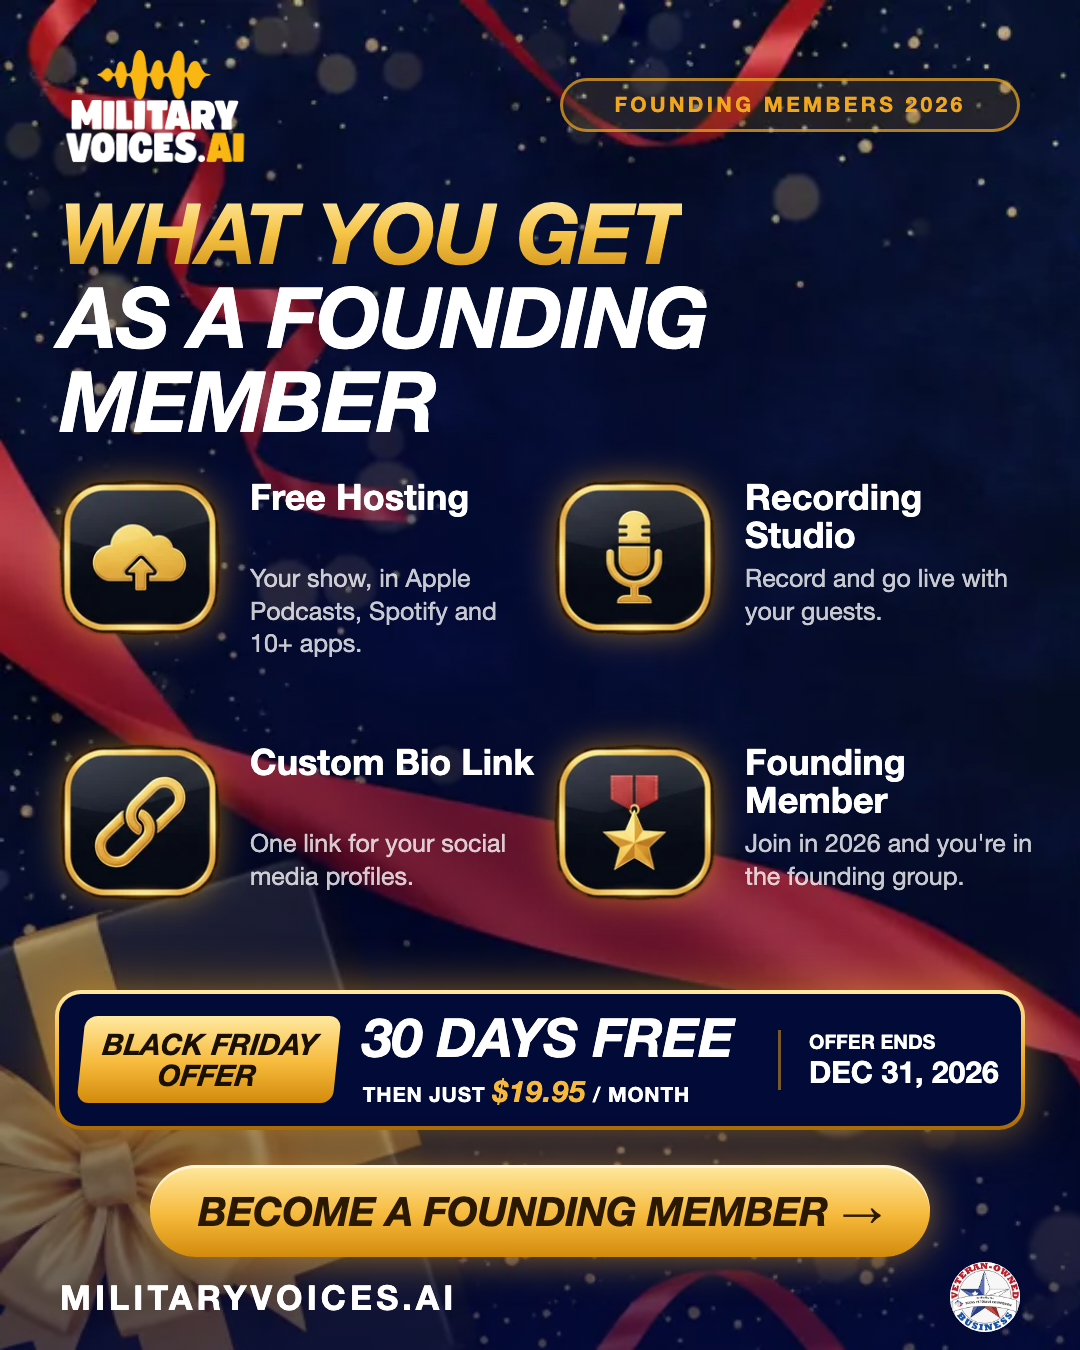 MILITARY
VOICES.AI
FOUNDING MEMBERS 2026
WHAT YOU GET
AS A FOUNDING
MEMBER
Free Hosting
Your show, in Apple
Podcasts, Spotify and
10+ apps.
Recording
Studio
Record and go live with
your guests.
Custom Bio Link
One link for your social
media profiles.
Founding
Member
Join in 2026 and you're in
the founding group.
BLACK FRIDAY
OFFER
30 DAYS FREE
THEN JUST $19.95 / MONTH
OFFER ENDS
DEC 31, 2026
BECOME A FOUNDING MEMBER →
MILITARYVOICES.AI
VETERAN-OWNED
BUSINESS